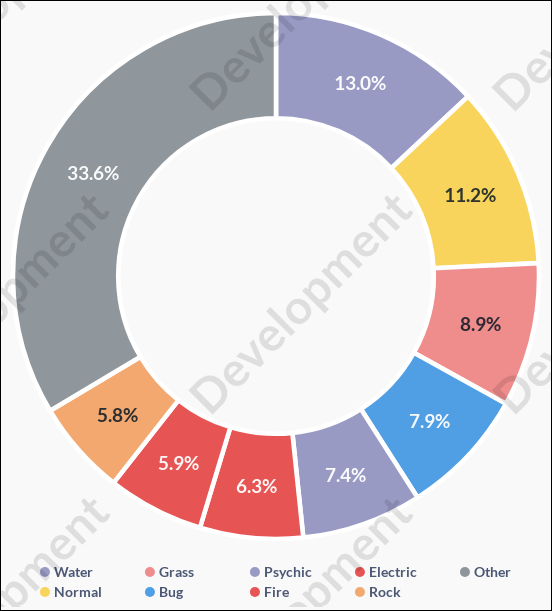 13.0%
11.2%
8.9%
7.9%
7.4%
6.3%
5.9%
5.8%
33.6%
Development
Development
Water Grass Psychic Electric Other
Normal Bug Fire Rock